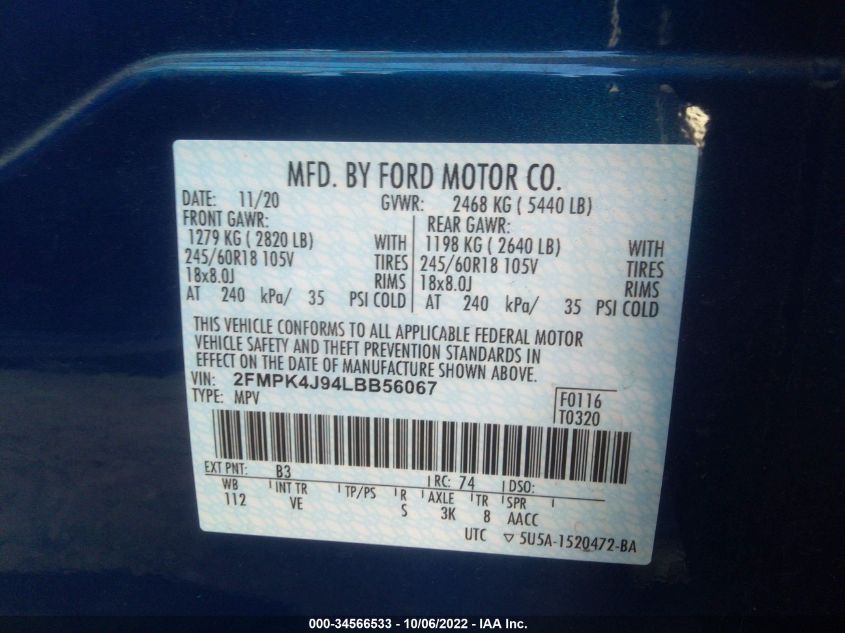 MFD. BY FORD MOTOR CO.
DATE: 11/20 GVWR: 2468 KG ( 5440 LB)
FRONT GAWR: REAR GAWR:
1279 KG ( 2820 LB) WITH 1198 KG ( 2640 LB) WITH
245/60R18 105V TIRES 245/60R18 105V TIRES
18x8.0J RIMS 18x8.0J RIMS
AT 240 kPa/ 35 PSI COLD AT 240 kPa/ 35 PSI COLD
THIS VEHICLE CONFORMS TO ALL APPLICABLE FEDERAL MOTOR
VEHICLE SAFETY AND THEFT PREVENTION STANDARDS IN
EFFECT ON THE DATE OF MANUFACTURE SHOWN ABOVE.
VIN: 2FMPK4J94LBB56067
TYPE: MPV F0116
T0320
EXT PNT: B3 RC: 74 DSO:
WB INT TR TP/PS R AXLE TR SPR
112 VE S 3K 8 AACC
UTC ▽ 5U5A-1520472-BA
000-34566533 - 10/06/2022 - IAA Inc.